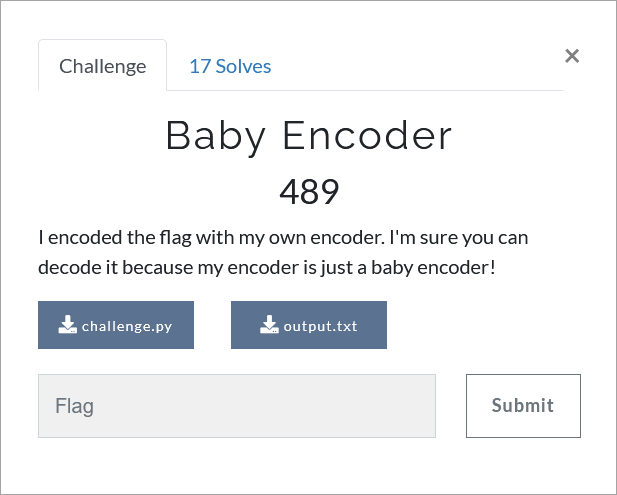 Challenge
17 Solves
×
Baby Encoder
489
I encoded the flag with my own encoder. I'm sure you can
decode it because my encoder is just a baby encoder!
challenge.py
output.txt
Flag
Submit